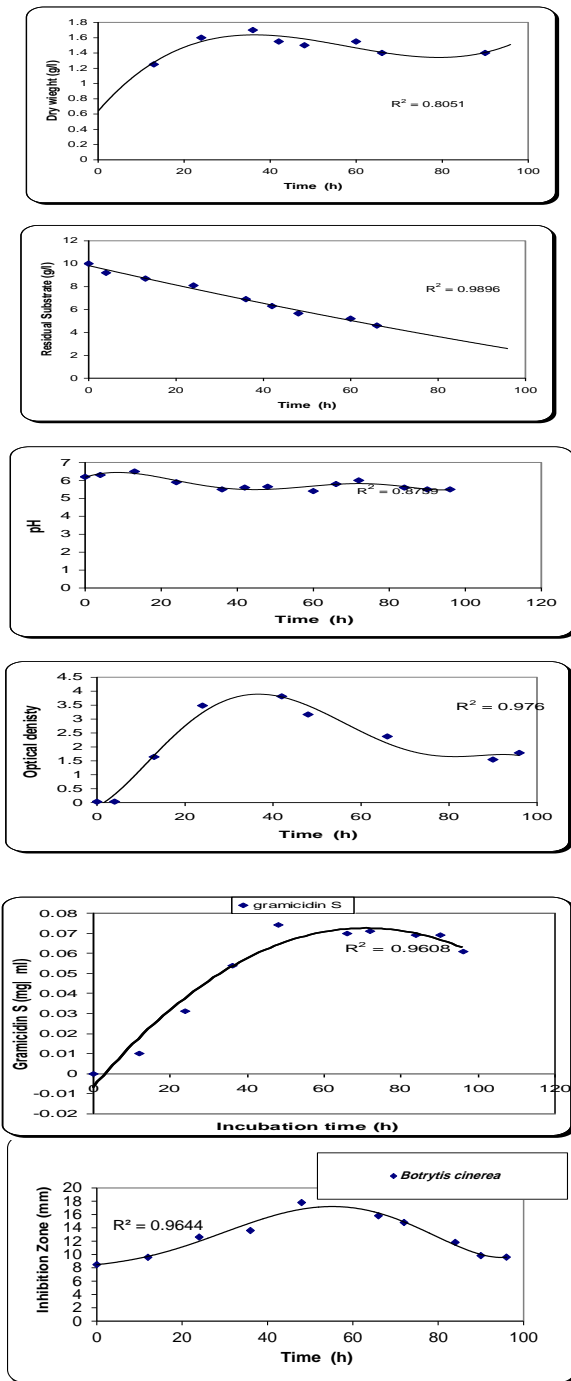 Dry wieght (g/l)
1.8
1.6
1.4
1.2
1
0.8
0.6
0.4
0.2
0
R² = 0.8051
0 20 40 60 80 100
Time (h)
Residual Substrate (g/l)
12
10
8
6
4
2
0
R² = 0.9896
0 20 40 60 80 100
Time (h)
pH
7
6
5
4
3
2
1
0
R² = 0.8759
0 20 40 60 80 100 120
Time (h)
Optical denisty
4.5
4
3.5
3
2.5
2
1.5
1
0.5
0
R² = 0.976
0 20 40 60 80 100
Time (h)
gramicidin S
Gramicidin S (mg| ml)
0.08
0.07
0.06
0.05
0.04
0.03
0.02
0.01
0
-0.01
-0.02
R² = 0.9608
0 20 40 60 80 100 120
Incubation time (h)
Botrytis cinerea
Inhibition Zone (mm)
20
18
16
14
12
10
8
6
4
2
0
R² = 0.9644
0 20 40 60 80 100
Time (h)